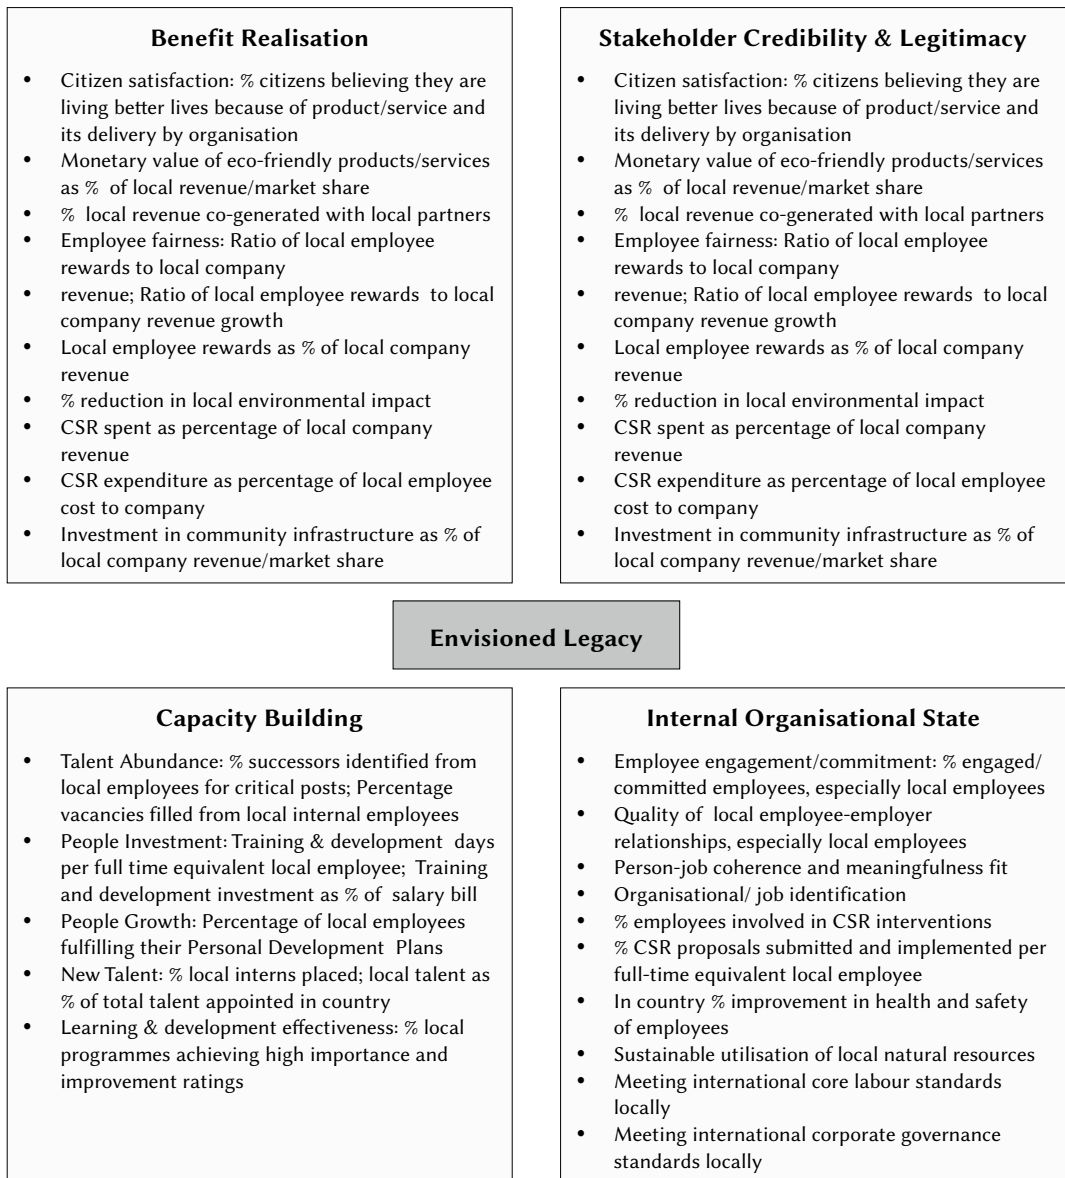 Benefit Realisation
• Citizen satisfaction: % citizens believing they are
living better lives because of product/service and
its delivery by organisation
• Monetary value of eco-friendly products/services
as % of local revenue/market share
• % local revenue co-generated with local partners
• Employee fairness: Ratio of local employee
rewards to local company
• revenue; Ratio of local employee rewards to local
company revenue growth
• Local employee rewards as % of local company
revenue
• % reduction in local environmental impact
• CSR spent as percentage of local company
revenue
• CSR expenditure as percentage of local employee
cost to company
• Investment in community infrastructure as % of
local company revenue/market share
Stakeholder Credibility & Legitimacy
• Citizen satisfaction: % citizens believing they are
living better lives because of product/service and
its delivery by organisation
• Monetary value of eco-friendly products/services
as % of local revenue/market share
• % local revenue co-generated with local partners
• Employee fairness: Ratio of local employee
rewards to local company
• revenue; Ratio of local employee rewards to local
company revenue growth
• Local employee rewards as % of local company
revenue
• % reduction in local environmental impact
• CSR spent as percentage of local company
revenue
• CSR expenditure as percentage of local employee
cost to company
• Investment in community infrastructure as % of
local company revenue/market share
Envisioned Legacy
Capacity Building
• Talent Abundance: % successors identified from
local employees for critical posts; Percentage
vacancies filled from local internal employees
• People Investment: Training & development days
per full time equivalent local employee; Training
and development investment as % of salary bill
• People Growth: Percentage of local employees
fulfilling their Personal Development Plans
• New Talent: % local interns placed; local talent as
% of total talent appointed in country
• Learning & development effectiveness: % local
programmes achieving high importance and
improvement ratings
Internal Organisational State
• Employee engagement/commitment: % engaged/
committed employees, especially local employees
• Quality of local employee-employer
relationships, especially local employees
• Person-job coherence and meaningfulness fit
• Organisational/ job identification
• % employees involved in CSR interventions
• % CSR proposals submitted and implemented per
full-time equivalent local employee
• In country % improvement in health and safety
of employees
• Sustainable utilisation of local natural resources
• Meeting international core labour standards
locally
• Meeting international corporate governance
standards locally